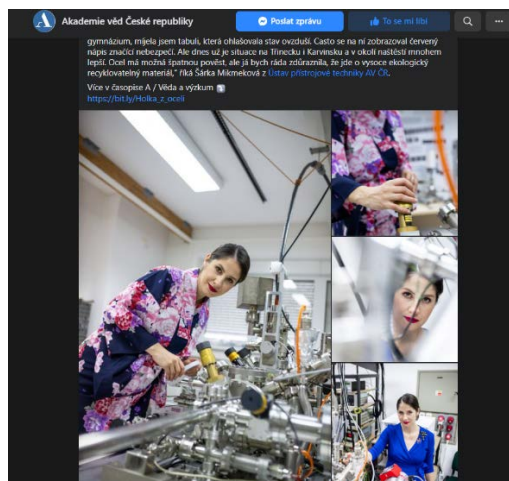 Akademie věd České republiky
Poslat zprávu
To se mi líbí
gymnázium, míjela jsem tabuli, která ohlašovala stav ovzduší. Často se na ní zobrazoval červený
nápis značící nebezpečí. Ale dnes už je situace na Třinecku i Karvinsku a v okolí naštěstí mnohem
lepší. Ocel má možná špatnou pověst, ale já bych ráda zdůraznila, že jde o vysoce ekologický
recyklovatelný materiál,“ říká Šárka Mikmeková z Ústav přístrojové techniky AV ČR.
Více v časopise A / Věda a výzkum
https://bit.ly/Holka_z_oceli